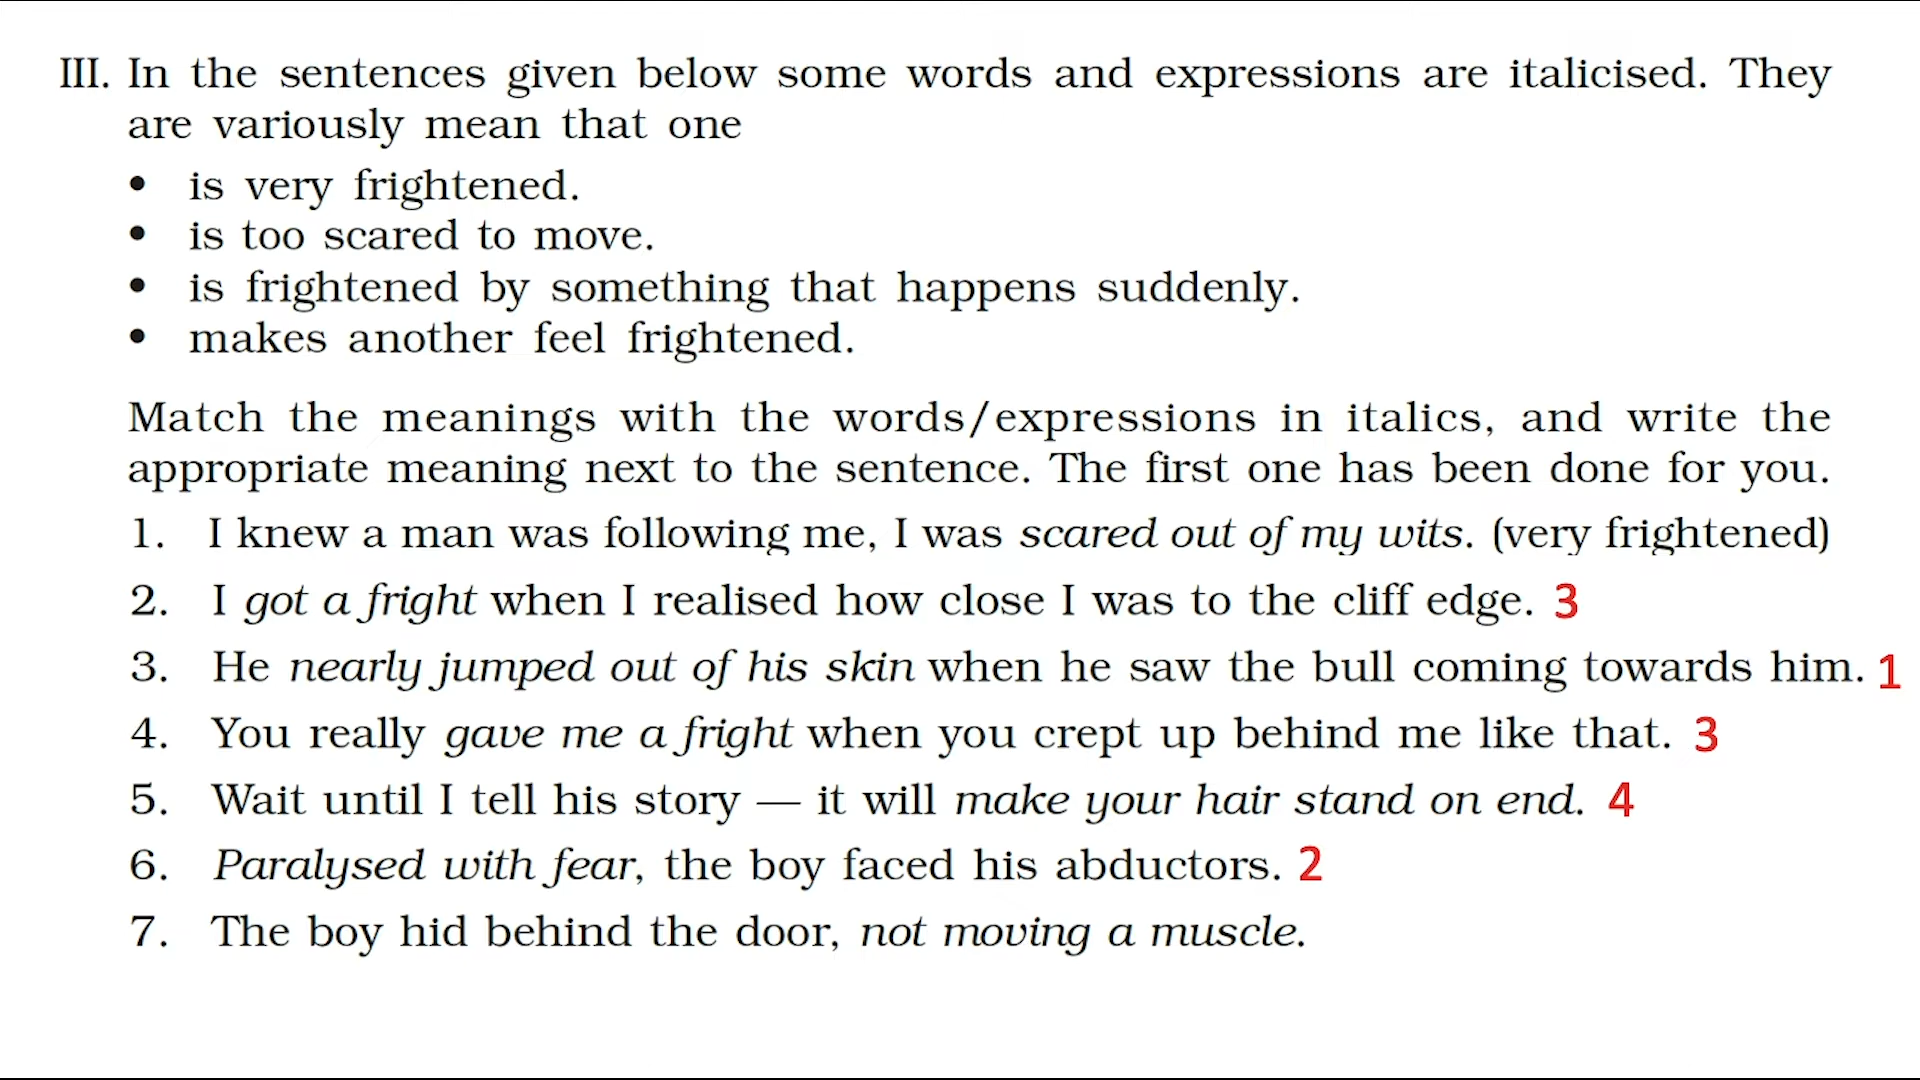 III. In the sentences given below some words and expressions are italicised. They
are variously mean that one
• is very frightened.
• is too scared to move.
• is frightened by something that happens suddenly.
• makes another feel frightened.
Match the meanings with the words/expressions in italics, and write the
appropriate meaning next to the sentence. The first one has been done for you.
1. I knew a man was following me, I was scared out of my wits. (very frightened)
2. I got a fright when I realised how close I was to the cliff edge. 3
3. He nearly jumped out of his skin when he saw the bull coming towards him. 1
4. You really gave me a fright when you crept up behind me like that. 3
5. Wait until I tell his story — it will make your hair stand on end. 4
6. Paralysed with fear, the boy faced his abductors. 2
7. The boy hid behind the door, not moving a muscle.